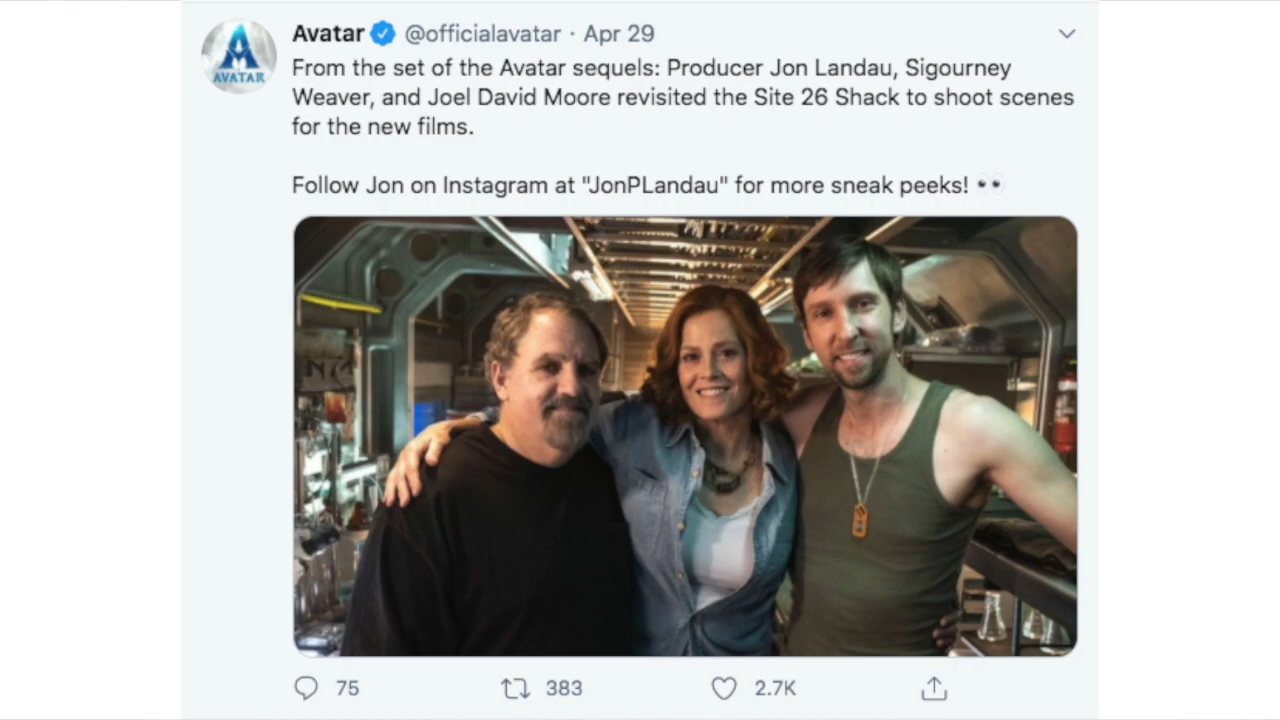 Avatar @officialavatar · Apr 29
AVATAR
From the set of the Avatar sequels: Producer Jon Landau, Sigourney
Weaver, and Joel David Moore revisited the Site 26 Shack to shoot scenes
for the new films.
Follow Jon on Instagram at "JonPLandau" for more sneak peeks! 👀
75 383 2.7K